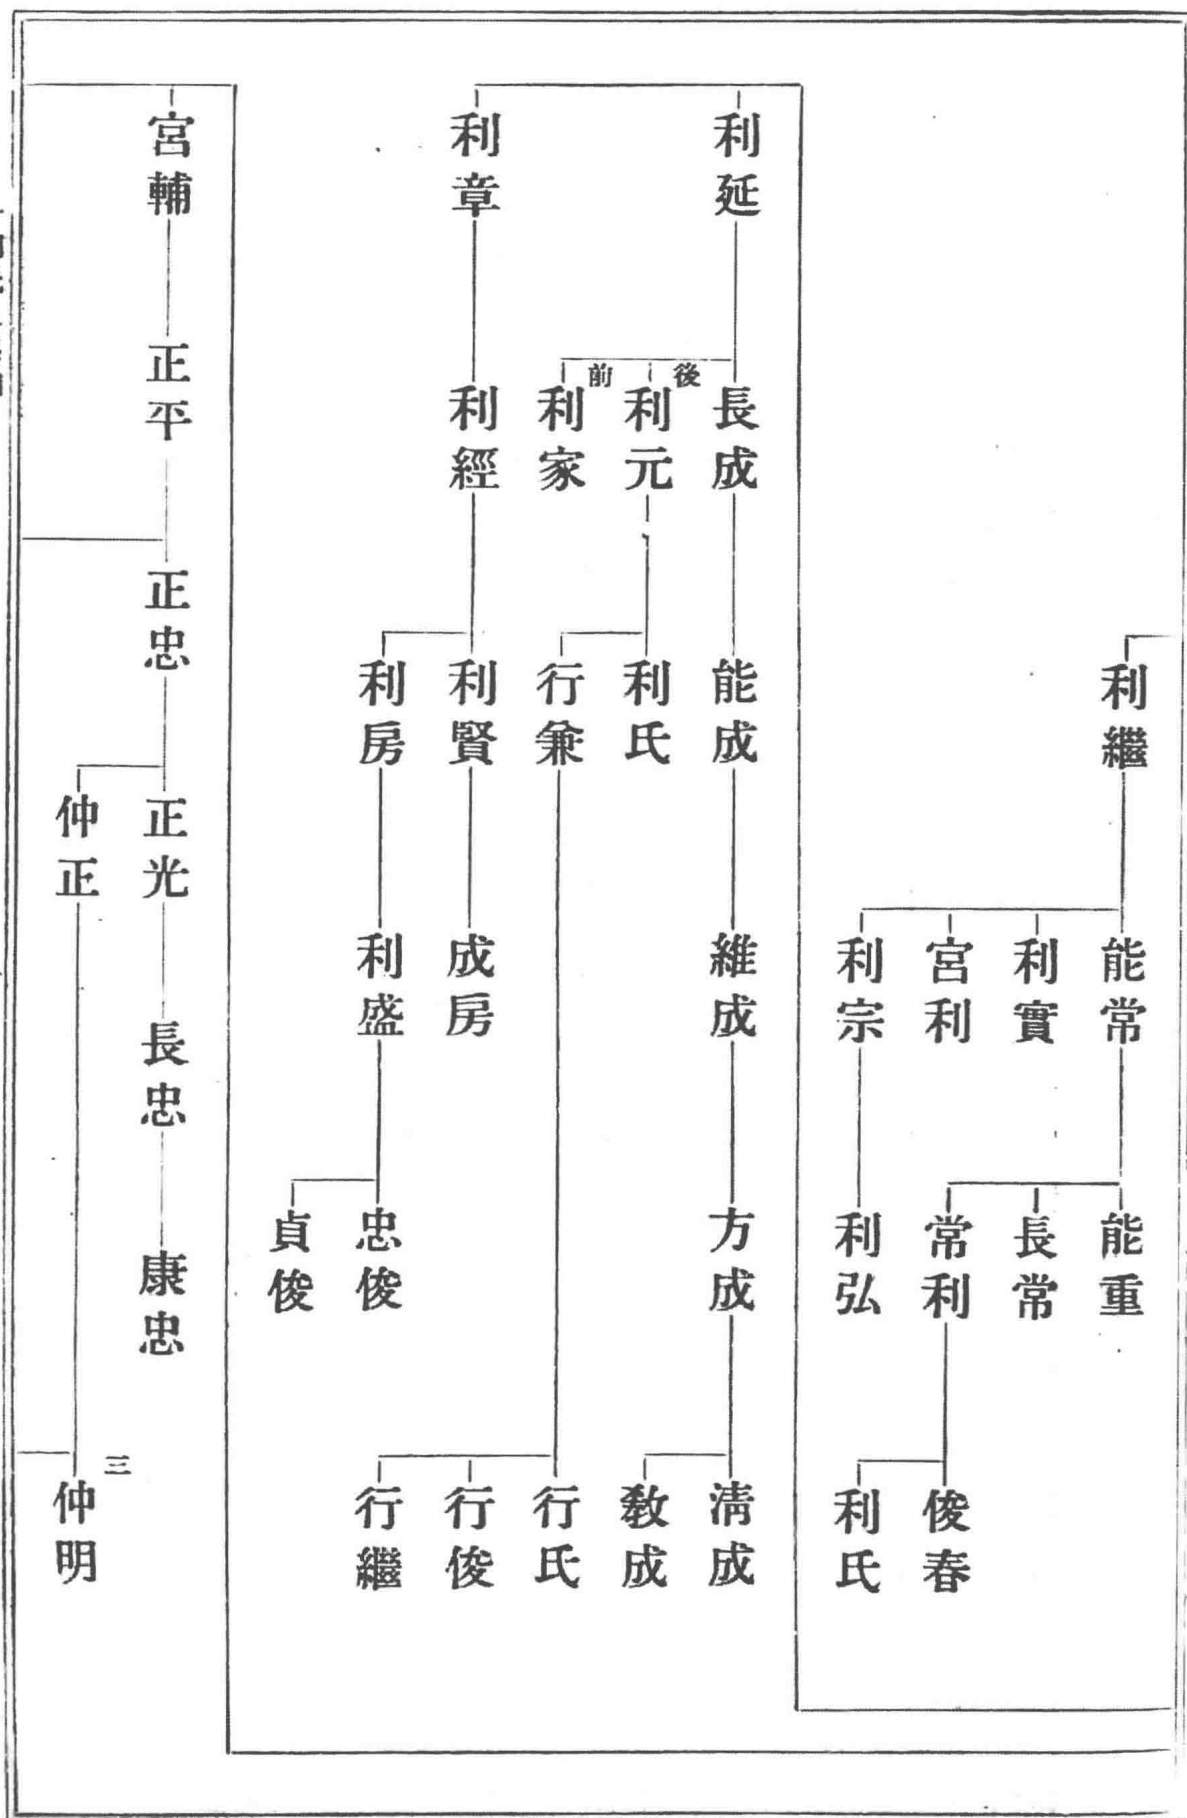 利繼
能常
利實
宮利
利宗
能重
長常
常利
利弘
俊春
利氏
利延
長成
後
利元
前
利家
能成
利氏
行兼
維成
方成
淸成
敎成
行氏
行俊
行繼
利章
利經
利賢
利房
成房
利盛
忠俊
貞俊
宮輔
正平
正忠
正光
仲正
長忠
康忠
三
仲明